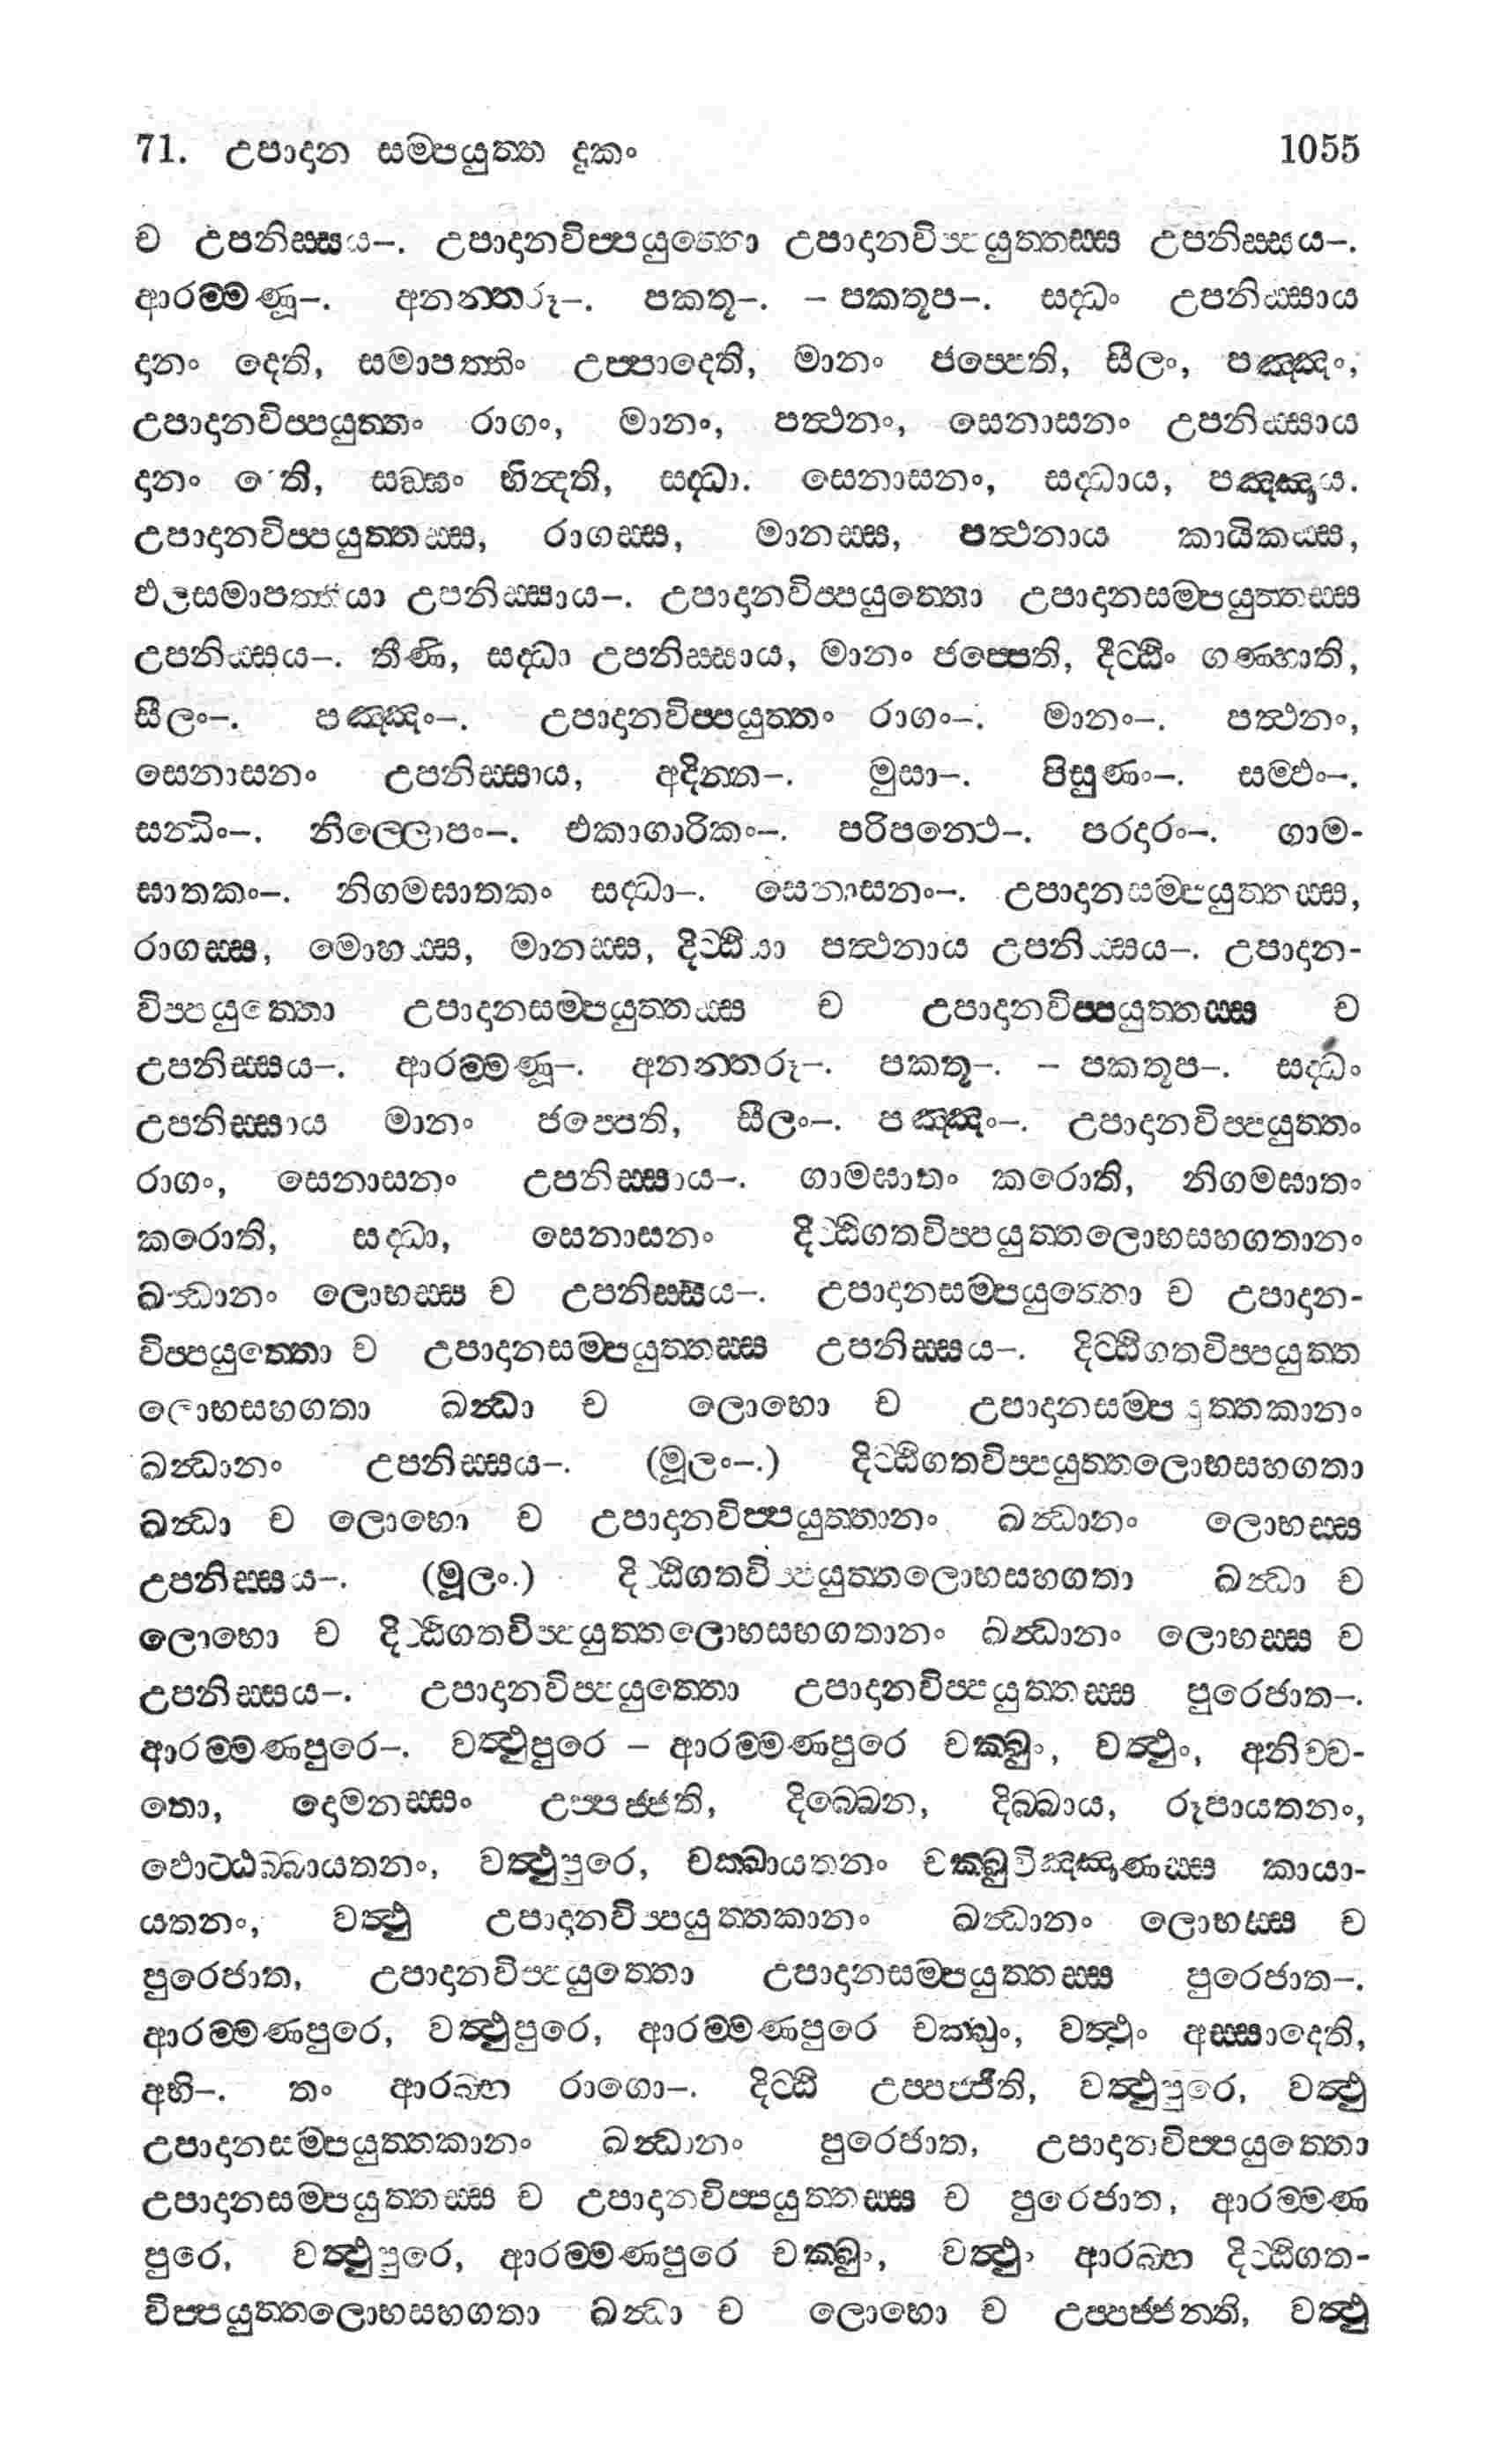 71. උපාදාන සම්පයුත්ත දුකං 1055
ච උපනිස්සය–. උපාදානවිප්පයුත්තො උපාදානවිප්පයුත්තස්ස උපනිස්සය–.
ආරම්මණූ–. අනන්තරූ–. පකතූ–. – පකතූප–. සද්ධං උපනිස්සාය
දානං දෙති, සමාපත්තිං උප්පාදෙති, මානං ජප්පෙති, සීලං, පඤ්ඤං,
උපාදානවිප්පයුත්තං රාගං, මානං, පත්ථනං, සෙනාසනං උපනිස්සාය
දානං දෙති, සඞ්ඝං භින්දති, සද්ධා. සෙනාසනං, සද්ධාය, පඤ්ඤාය.
උපාදානවිප්පයුත්තස්ස, රාගස්ස, මානස්ස, පත්ථනාය කායිකස්ස,
ඵලසමාපත්තියා උපනිස්සාය–. උපාදානවිප්පයුත්තො උපාදානසම්පයුත්තස්ස
උපනිස්සය–. තීණි, සද්ධා උපනිස්සාය, මානං ජප්පෙති, දිට්ඨිං ගණ්හාති,
සීලං–. පඤ්ඤං–. උපාදානවිප්පයුත්තං රාගං–. මානං–. පත්ථනං,
සෙනාසනං උපනිස්සාය, අදින්න–. මුසා–. පිසුණං–. සම්ඵං–.
සන්ධිං–. නිල්ලොපං–. එකාගාරිකං–. පරිපන්ථෙ–. පරදාරං–. ගාම-
ඝාතකං–. නිගමඝාතකං සද්ධා–. සෙනාසනං–. උපාදානසම්පයුත්තස්ස,
රාගස්ස, මොහස්ස, මානස්ස, දිට්ඨියා පත්ථනාය උපනිස්සය–. උපාදාන-
විප්පයුත්තො උපාදානසම්පයුත්තස්ස ච උපාදානවිප්පයුත්තස්ස ච
උපනිස්සය–. ආරම්මණූ–. අනන්තරූ–. පකතූ–. – පකතූප–. සද්ධං
උපනිස්සාය මානං ජප්පෙති, සීලං–. පඤ්ඤං–. උපාදානවිප්පයුත්තං
රාගං, සෙනාසනං උපනිස්සාය–. ගාමඝාතං කරොති, නිගමඝාතං
කරොති, සද්ධා, සෙනාසනං දිට්ඨිගතවිප්පයුත්තලොභසහගතානං
ඛන්ධානං ලොභස්ස ච උපනිස්සය–. උපාදානසම්පයුත්තො ච උපාදාන-
විප්පයුත්තො ච උපාදානසම්පයුත්තස්ස උපනිස්සය–. දිට්ඨිගතවිප්පයුත්ත
ලොභසහගතා ඛන්ධා ච ලොභො ච උපාදානසම්පයුත්තකානං
ඛන්ධානං උපනිස්සය–. (මූලං–.) දිට්ඨිගතවිප්පයුත්තලොභසහගතා
ඛන්ධා ච ලොභො ච උපාදානවිප්පයුත්තානං ඛන්ධානං ලොභස්ස
උපනිස්සය–. (මූලං.) දිට්ඨිගතවිප්පයුත්තලොභසහගතා ඛන්ධා ච
ලොභො ච දිට්ඨිගතවිප්පයුත්තලොභසභගතානං ඛන්ධානං ලොභස්ස ච
උපනිස්සය–. උපාදානවිප්පයුත්තො උපාදානවිප්පයුත්තස්ස පුරෙජාත–.
ආරම්මණපුරෙ–. වත්ථුපුරෙ – ආරම්මණපුරෙ චක්ඛුං, වත්ථුං, අනිච්ච-
තො, දොමනස්සං උප්පජ්ජති, දිබ්බෙන, දිබ්බාය, රූපායතනං,
ඵොට්ඨබ්බායතනං, වත්ථුපුරෙ, චක්ඛායතනං චක්ඛුවිඤ්ඤාණස්ස කායා-
යතනං, වත්ථු උපාදානවිප්පයුත්තකානං ඛන්ධානං ලොභස්ස ච
පුරෙජාත, උපාදානවිප්පයුත්තො උපාදානසම්පයුත්තස්ස පුරෙජාත–.
ආරම්මණපුරෙ, වත්ථුපුරෙ, ආරම්මණපුරෙ චක්ඛුං, වත්ථුං අස්සාදෙති,
අභි–. තං ආරබ්භ රාගො–. දිට්ඨි උප්පජ්ජති, වත්ථුපුරෙ, වත්ථු
උපාදානසම්පයුත්තකානං ඛන්ධානං පුරෙජාත, උපාදානවිප්පයුත්තො
උපාදානසම්පයුත්තස්ස ච උපාදානවිප්පයුත්තස්ස ච පුරෙජාත, ආරම්මණ
පුරෙ, වත්ථුපුරෙ, ආරම්මණපුරෙ චක්ඛුං, වත්ථුං ආරබ්භ දිට්ඨිගත-
විප්පයුත්තලොභසහගතා ඛන්ධා ච ලොභො ච උප්පජ්ජන්ති, වත්ථු